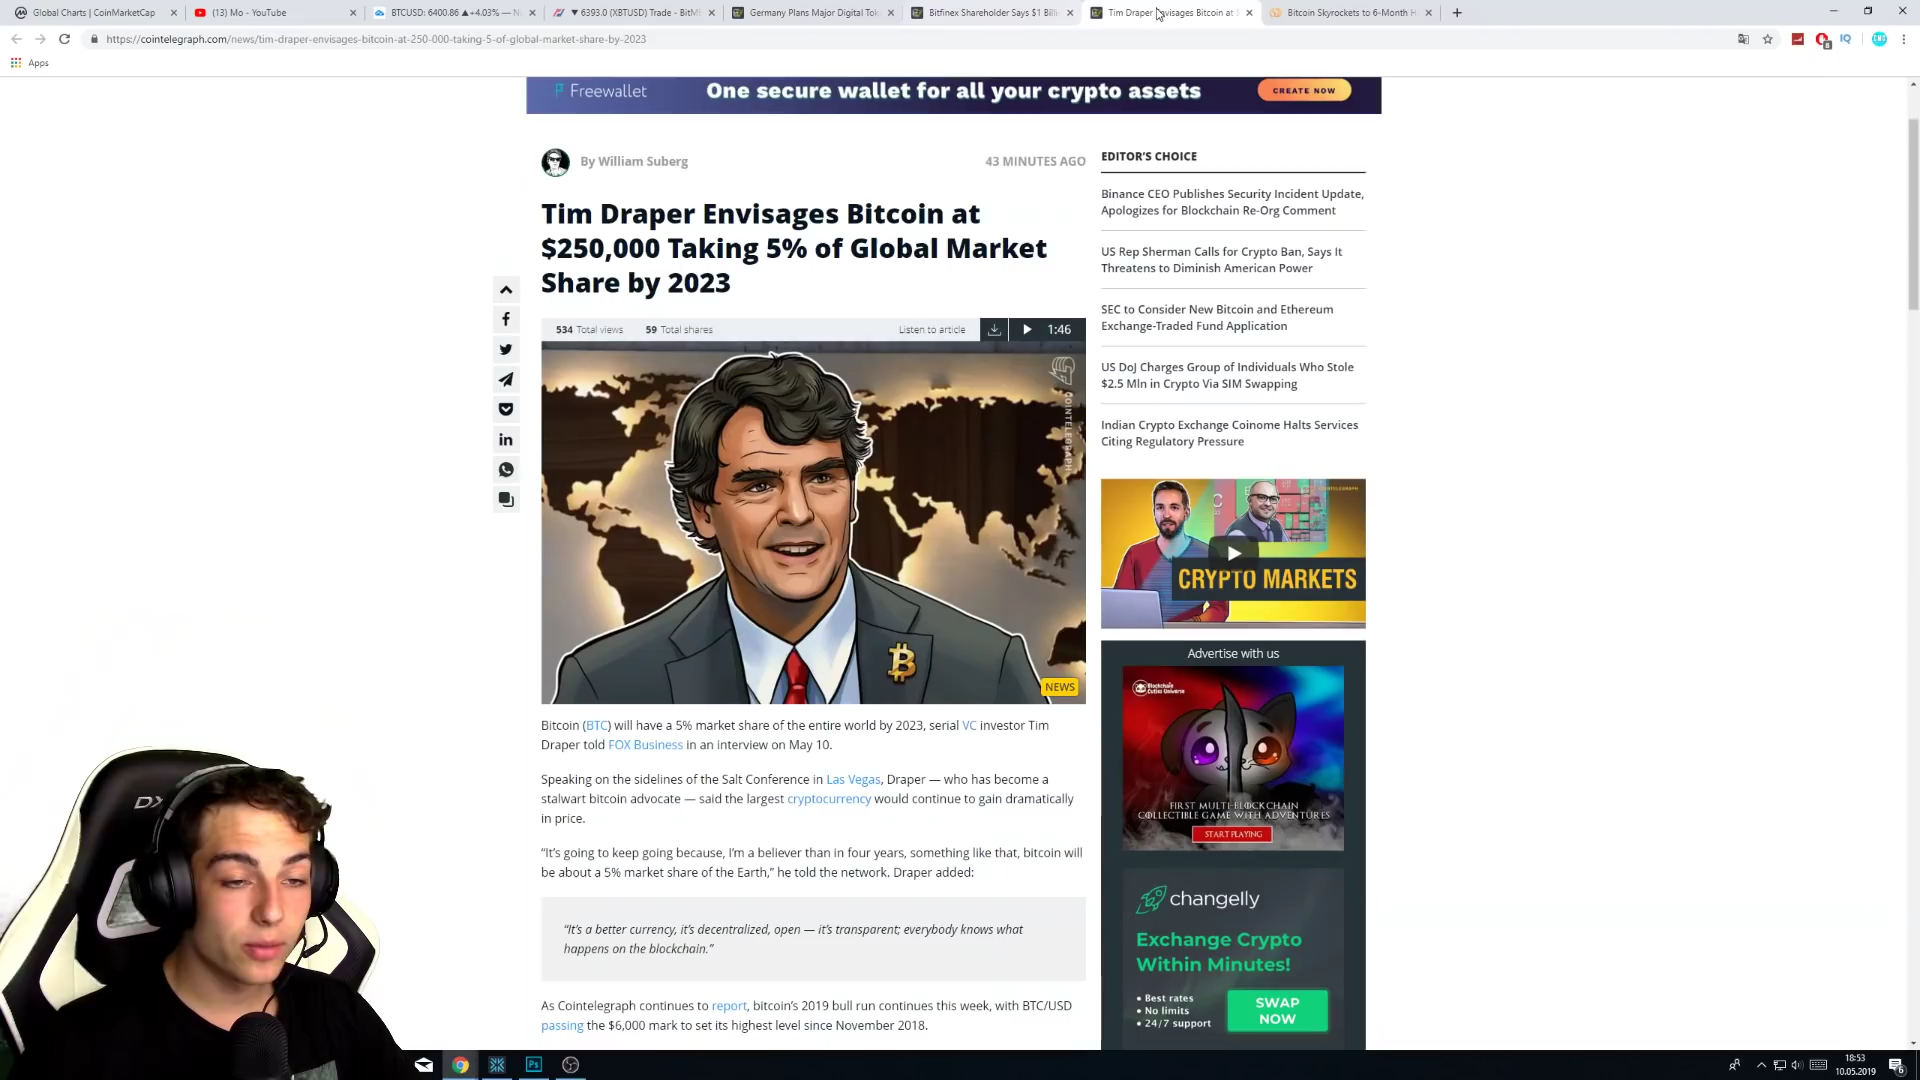 Global Charts | CoinMarketCap
(13) Mo - YouTube
BTCUSD: 6400.86 ▲+4.03% —
▼ 6393.0 (XBTUSD) Trade - BitM
Germany Plans Major Digital Tok
Bitfinex Shareholder Says $1 Billi
Tim Draper Envisages Bitcoin at $
Bitcoin Skyrockets to 6-Month H
https://cointelegraph.com/news/tim-draper-envisages-bitcoin-at-250-000-taking-5-of-global-market-share-by-2023
IQ
Apps
Freewallet
One secure wallet for all your crypto assets
CREATE NOW
By William Suberg
43 MINUTES AGO
Tim Draper Envisages Bitcoin at
$250,000 Taking 5% of Global Market
Share by 2023
534 Total views
59 Total shares
Listen to article
1:46
COINTELEGRAPH
NEWS
Bitcoin (BTC) will have a 5% market share of the entire world by 2023, serial VC investor Tim
Draper told FOX Business in an interview on May 10.
Speaking on the sidelines of the Salt Conference in Las Vegas, Draper — who has become a
stalwart bitcoin advocate — said the largest cryptocurrency would continue to gain dramatically
in price.
“It’s going to keep going because, I’m a believer than in four years, something like that, bitcoin will
be about a 5% market share of the Earth,” he told the network. Draper added:
“It’s a better currency, it’s decentralized, open — it’s transparent; everybody knows what
happens on the blockchain.”
As Cointelegraph continues to report, bitcoin’s 2019 bull run continues this week, with BTC/USD
passing the $6,000 mark to set its highest level since November 2018.
EDITOR’S CHOICE
Binance CEO Publishes Security Incident Update,
Apologizes for Blockchain Re-Org Comment
US Rep Sherman Calls for Crypto Ban, Says It
Threatens to Diminish American Power
SEC to Consider New Bitcoin and Ethereum
Exchange-Traded Fund Application
US DoJ Charges Group of Individuals Who Stole
$2.5 Mln in Crypto Via SIM Swapping
Indian Crypto Exchange Coinome Halts Services
Citing Regulatory Pressure
CRYPTO MARKETS
Advertise with us
Blockchain
Cuties Universe
FIRST MULTI-BLOCKCHAIN
COLLECTIBLE GAME WITH ADVENTURES
START PLAYING
changelly
Exchange Crypto
Within Minutes!
• Best rates
• No limits
• 24/7 support
SWAP
NOW
DX
Ps
18:53
10.05.2019
6